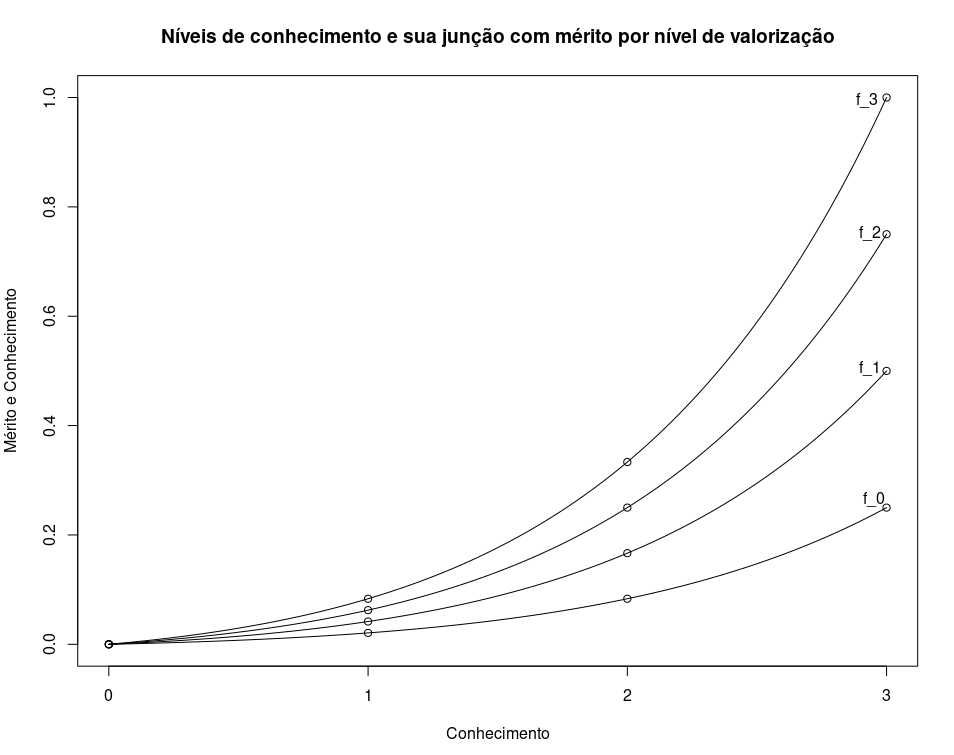 Níveis de conhecimento e sua junção com mérito por nível de valorização
Mérito e Conhecimento
1.0
0.8
0.6
0.4
0.2
0.0
f_3
f_2
f_1
f_0
0 1 2 3
Conhecimento